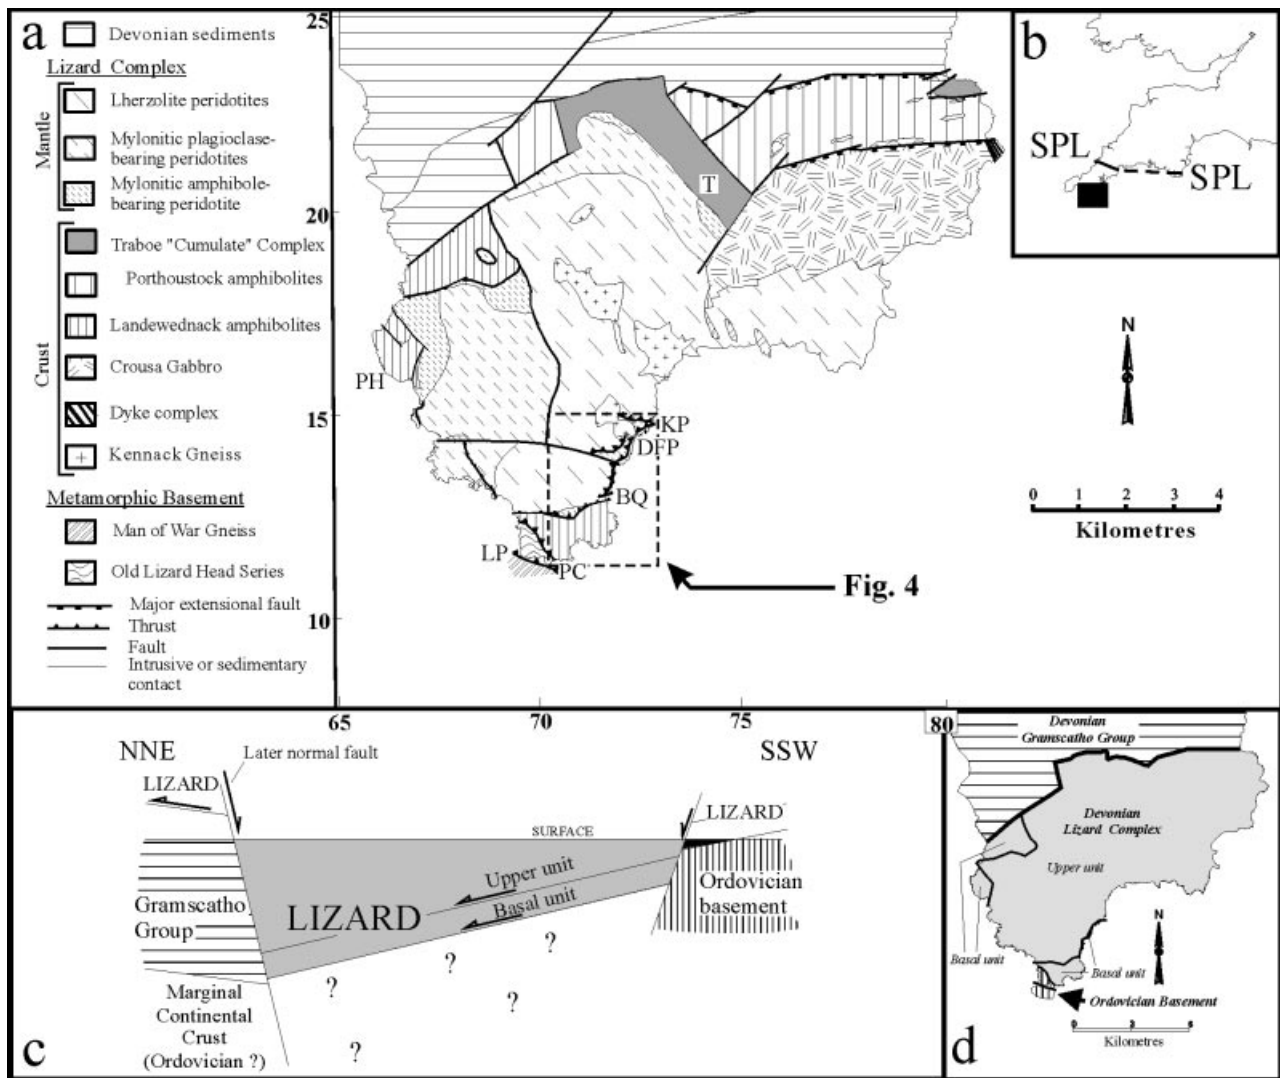 a
Devonian sediments
Lizard Complex
Mantle
Lherzolite peridotites
Mylonitic plagioclase-
bearing peridotites
Mylonitic amphibole-
bearing peridotite
Crust
Traboe "Cumulate" Complex
Porthoustock amphibolites
Landewednack amphibolites
Crousa Gabbro
Dyke complex
Kennack Gneiss
Metamorphic Basement
Man of War Gneiss
Old Lizard Head Series
Major extensional fault
Thrust
Fault
Intrusive or sedimentary
contact
25
20
15
10
65
70
75
80
T
PH
KP
DFP
BQ
LP
PC
Fig. 4
b
SPL
SPL
N
0 1 2 3 4
Kilometres
c
NNE
SSW
Later normal fault
LIZARD
LIZARD
SURFACE
Upper unit
Basal unit
LIZARD
Gramscatho
Group
Ordovician
basement
Marginal
Continental
Crust
(Ordovician ?)
?
?
?
?
?
d
Devonian
Gramscatho Group
Devonian
Lizard Complex
Upper unit
Basal unit
Basal unit
N
Ordovician Basement
0 3 6
Kilometres